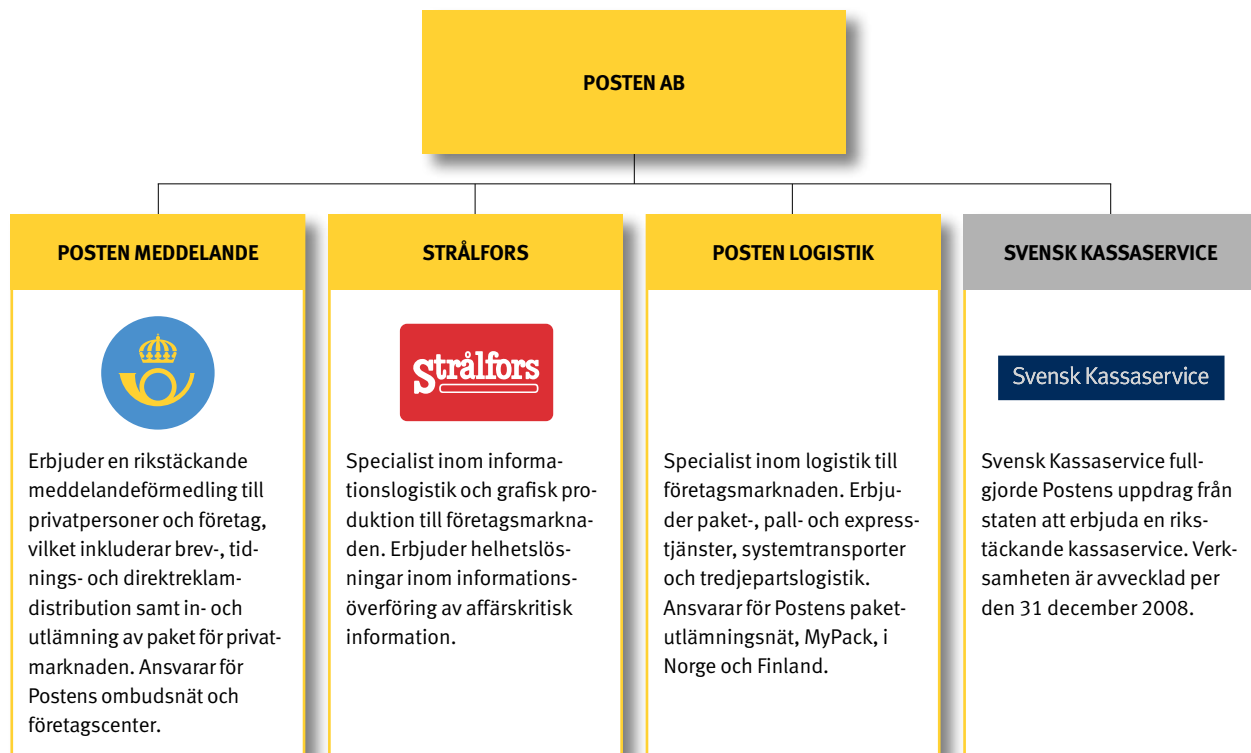 POSTEN AB
POSTEN MEDDELANDE
Erbjuder en rikstäckande
meddelandeförmedling till
privatpersoner och företag,
vilket inkluderar brev-, tid-
nings- och direktreklam-
distribution samt in- och
utlämning av paket för privat-
marknaden. Ansvarar för
Postens ombudsnät och
företagscenter.
STRÅLFORS
Strålfors
Specialist inom informa-
tionslogistik och grafisk pro-
duktion till företagsmarkna-
den. Erbjuder helhetslös-
ningar inom informations-
överföring av affärskritisk
information.
POSTEN LOGISTIK
Specialist inom logistik till
företagsmarknaden. Erbju-
der paket-, pall- och express-
tjänster, systemtransporter
och tredjepartslogistik.
Ansvarar för Postens paket-
utlämningsnät, MyPack, i
Norge och Finland.
SVENSK KASSASERVICE
Svensk Kassaservice
Svensk Kassaservice full-
gjorde Postens uppdrag från
staten att erbjuda en riks-
täckande kassaservice. Verk-
samheten är avvecklad per
den 31 december 2008.